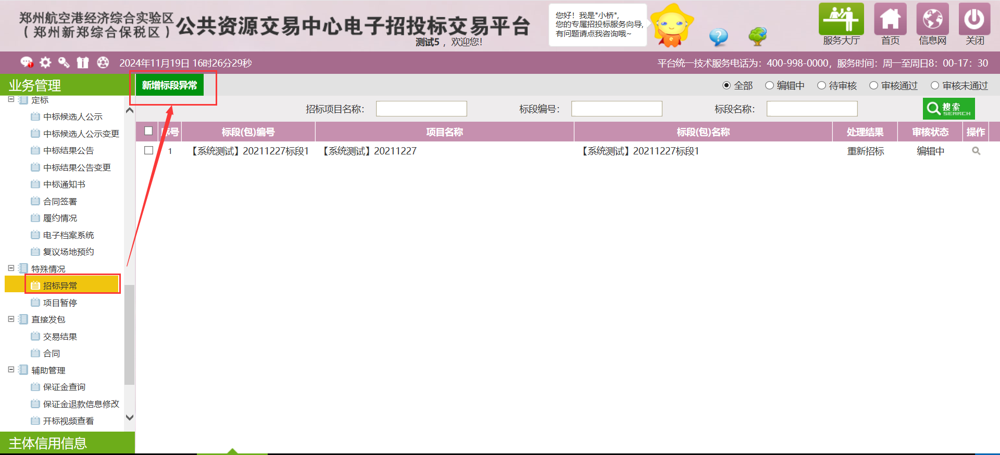 郑州航空港经济综合实验区
（郑州新郑综合保税区）
公共资源交易中心电子招投标交易平台
测试5 ，欢迎您！
您好！我是"小桥",
您的专属招投标服务向导,
有问题请点我咨询哦~
服务大厅
首页
信息网
关闭
2024年11月19日 16时26分29秒
平台统一技术服务电话为：400-998-0000，服务时间：周一至周日8：00-17：30
业务管理
定标
中标候选人公示
中标候选人公示变更
中标结果公告
中标结果公告变更
中标通知书
合同签署
履约情况
电子档案系统
复议场地预约
特殊情况
招标异常
项目暂停
直接发包
交易结果
合同
辅助管理
保证金查询
保证金退款信息修改
开标视频查看
主体信用信息
新增标段异常
全部 编辑中 待审核 审核通过 审核未通过
招标项目名称： 标段编号： 标段名称：
搜索
SEARCH
序号 标段(包)编号 项目名称 标段(包)名称 处理结果 审核状态 操作
1 【系统测试】20211227标段1 【系统测试】20211227 【系统测试】20211227标段1 重新招标 编辑中